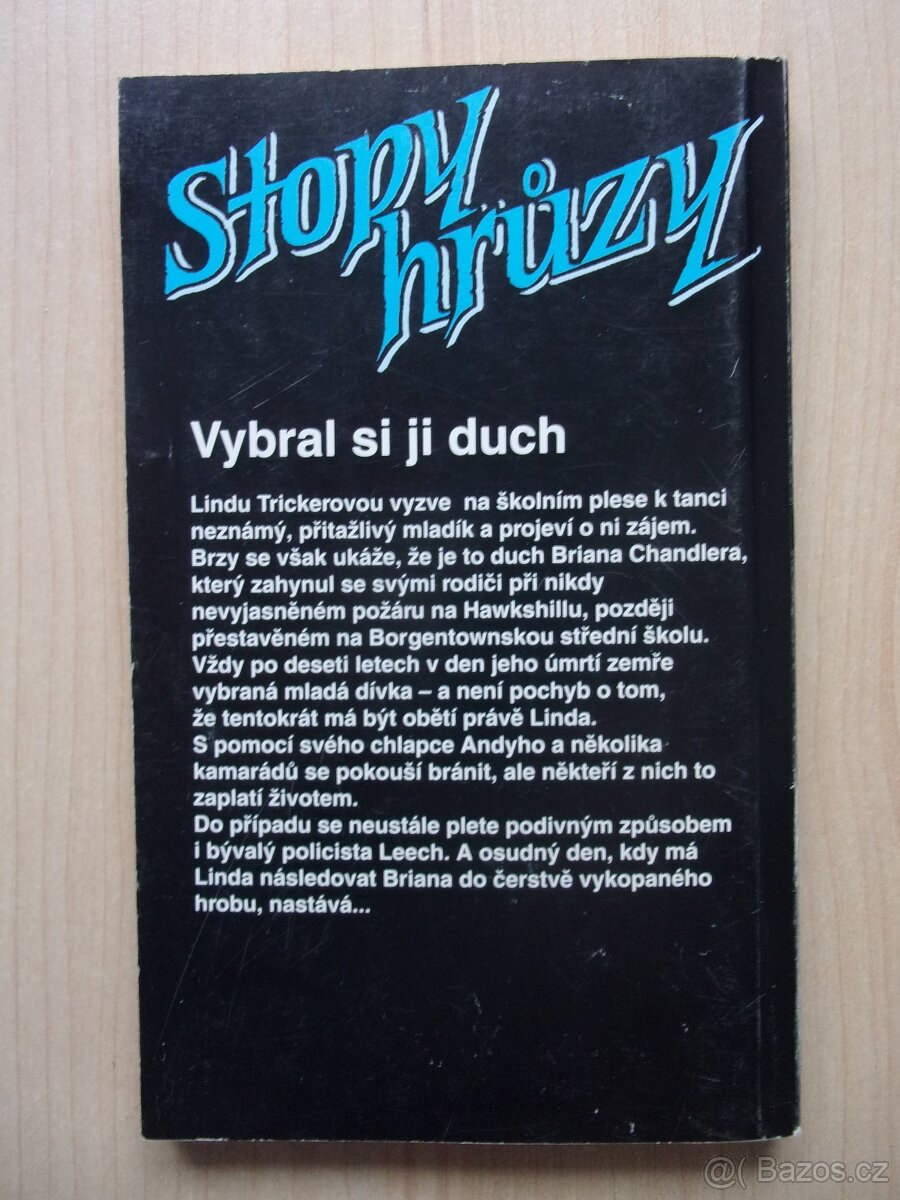 Stopy
hrůzy
Vybral si ji duch
Lindu Trickerovou vyzve na školním plese k tanci
neznámý, přitažlivý mladík a projeví o ni zájem.
Brzy se však ukáže, že je to duch Briana Chandlera,
který zahynul se svými rodiči při nikdy
nevyjasněném požáru na Hawkshillu, později
přestavěném na Borgentownskou střední školu.
Vždy po deseti letech v den jeho úmrtí zemře
vybraná mladá dívka – a není pochyb o tom,
že tentokrát má být obětí právě Linda.
S pomocí svého chlapce Andyho a několika
kamarádů se pokouší bránit, ale někteří z nich to
zaplatí životem.
Do případu se neustále plete podivným způsobem
i bývalý policista Leech. A osudný den, kdy má
Linda následovat Briana do čerstvě vykopaného
hrobu, nastává...
@( Bazos.cz